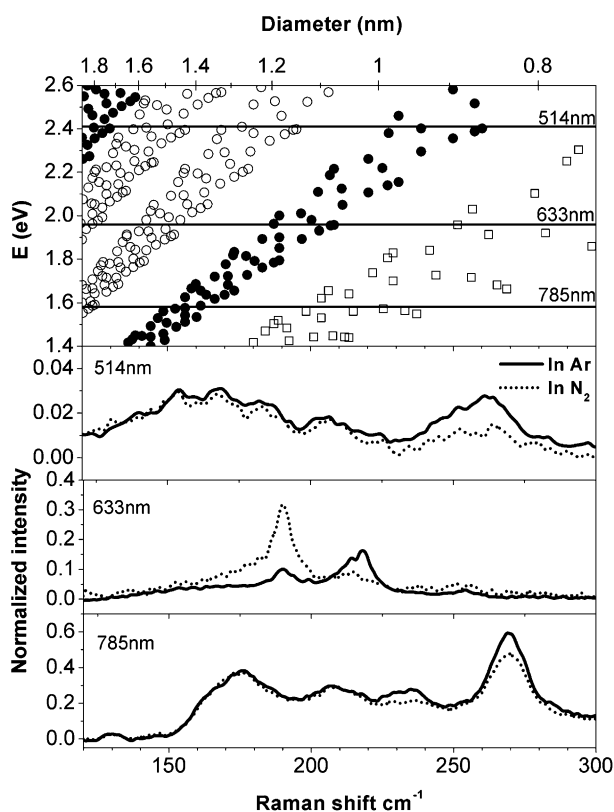 Diameter (nm)
1.8 1.6 1.4 1.2 1 0.8
2.6
2.4
2.2
2.0
1.8
1.6
1.4
E (eV)
514nm
633nm
785nm
0.04
0.02
0.00
514nm
In Ar
In N₂
0.4
0.3
0.2
0.1
0.0
633nm
0.6
0.4
0.2
0.0
785nm
Normalized intensity
150 200 250 300
Raman shift cm⁻¹